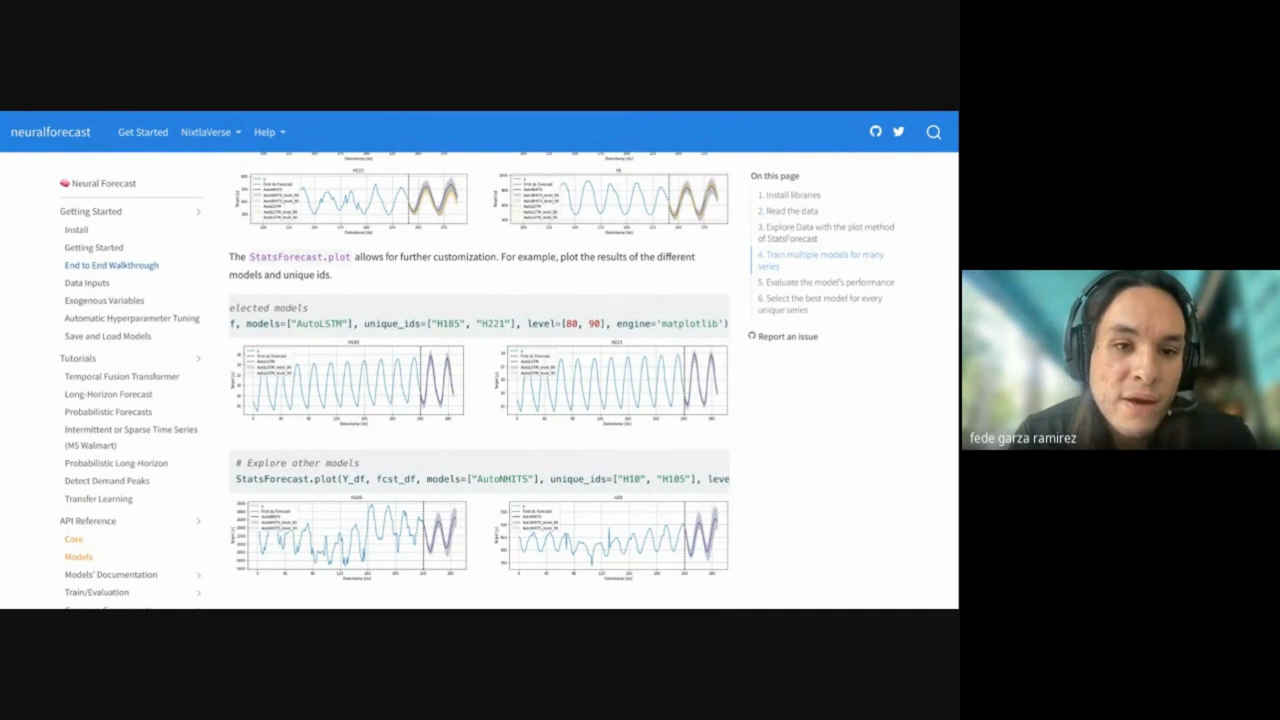 neuralforecast
Get Started
NixtlaVerse
Help
Neural Forecast
Getting Started
Install
Getting Started
End to End Walkthrough
Data Inputs
Exogenous Variables
Automatic Hyperparameter Tuning
Save and Load Models
Tutorials
Temporal Fusion Transformer
Long-Horizon Forecast
Probabilistic Forecasts
Intermittent or Sparse Time Series
(M5 Walmart)
Probabilistic Long-Horizon
Detect Demand Peaks
Transfer Learning
API Reference
Core
Models
Models' Documentation
Train/Evaluation
The StatsForecast.plot allows for further customization. For example, plot the results of the different
models and unique ids.
elected models
f, models=["AutoLSTM"], unique_ids=["H185", "H221"], level=[80, 90], engine='matplotlib')
H185
H221
# Explore other models
StatsForecast.plot(Y_df, fcst_df, models=["AutoNHITS"], unique_ids=["H10", "H105"], leve
On this page
1. Install libraries
2. Read the data
3. Explore Data with the plot method
of StatsForecast
4. Train multiple models for many
series
5. Evaluate the model's performance
6. Select the best model for every
unique series
Report an issue
fede garza ramirez